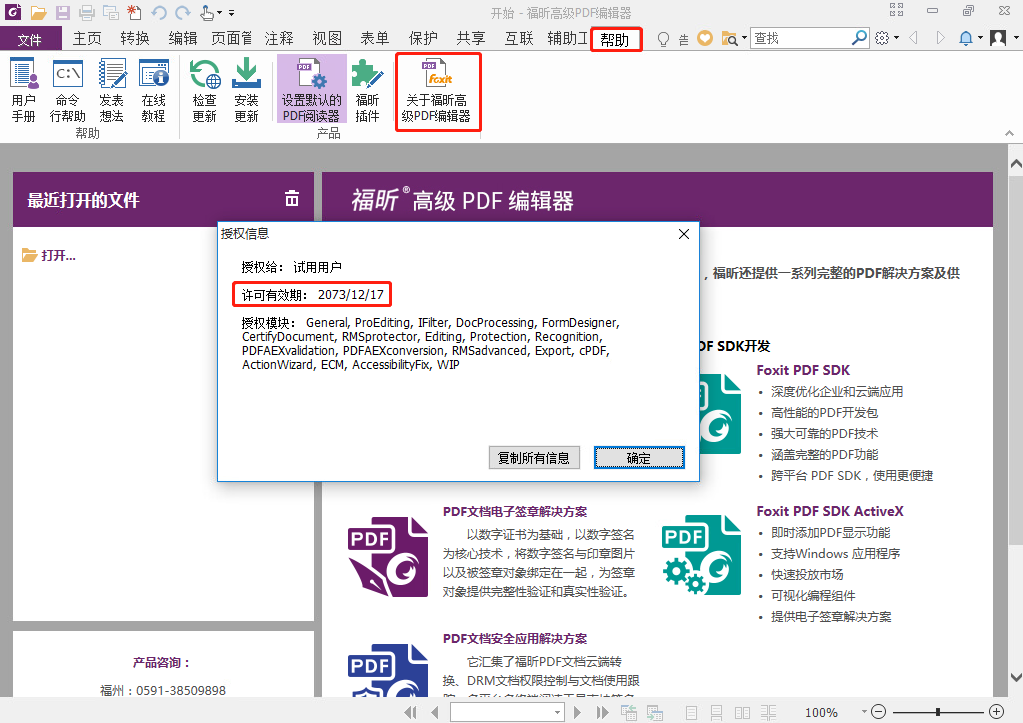 开始 - 福昕高级PDF编辑器
文件 主页 转换 编辑 页面管 注释 视图 表单 保护 共享 互联 辅助工 帮助 告 查找
用户手册
命令行帮助
发表想法
在线教程
检查更新
安装更新
设置默认的PDF阅读器
福昕插件
关于福昕高级PDF编辑器
帮助
产品
最近打开的文件
福昕®高级 PDF 编辑器
打开...
授权信息
授权给： 试用用户
许可有效期： 2073/12/17
授权模块： General, ProEditing, IFilter, DocProcessing, FormDesigner,
CertifyDocument, RMSprotector, Editing, Protection, Recognition,
PDFAEXvalidation, PDFAEXconversion, RMSadvanced, Export, cPDF,
ActionWizard, ECM, AccessibilityFix, WIP
复制所有信息 确定
，福昕还提供一系列完整的PDF解决方案及供
DF SDK开发
Foxit PDF SDK
• 深度优化企业和云端应用
• 高性能的PDF开发包
• 强大可靠的PDF技术
• 涵盖完整的PDF功能
• 跨平台 PDF SDK，使用更便捷
PDF
PDF文档电子签章解决方案
以数字证书为基础，以数字签名
为核心技术，将数字签名与印章图片
以及被签章对象绑定在一起，为签章
对象提供完整性验证和真实性验证。
PDF
Foxit PDF SDK ActiveX
• 即时添加PDF显示功能
• 支持Windows 应用程序
• 快速投放市场
• 可视化编程组件
• 提供电子签章解决方案
PDF
PDF文档安全应用解决方案
它汇集了福昕PDF文档云端转
换、DRM文档权限控制与文档使用跟
产品咨询：
福州：0591-38509898
100%